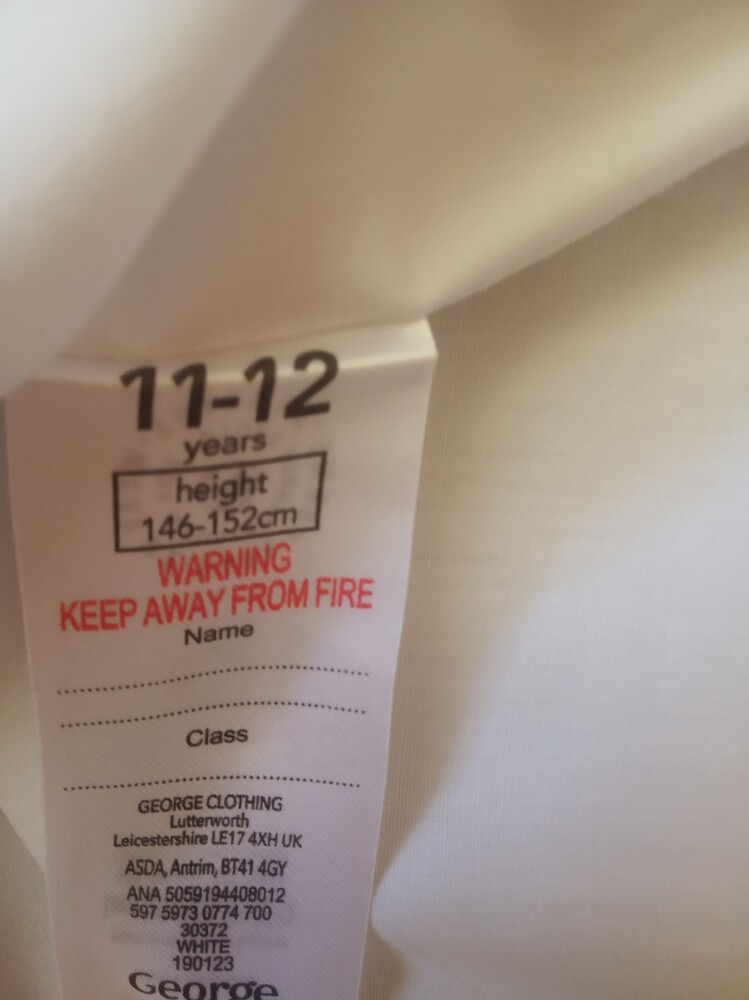 11-12
years
height
146-152cm
WARNING
KEEP AWAY FROM FIRE
Name
Class
GEORGE CLOTHING
Lutterworth
Leicestershire LE17 4XH UK
ASDA, Antrim, BT41 4GY
ANA 5059194408012
597 5973 0774 700
30372
WHITE
190123
George